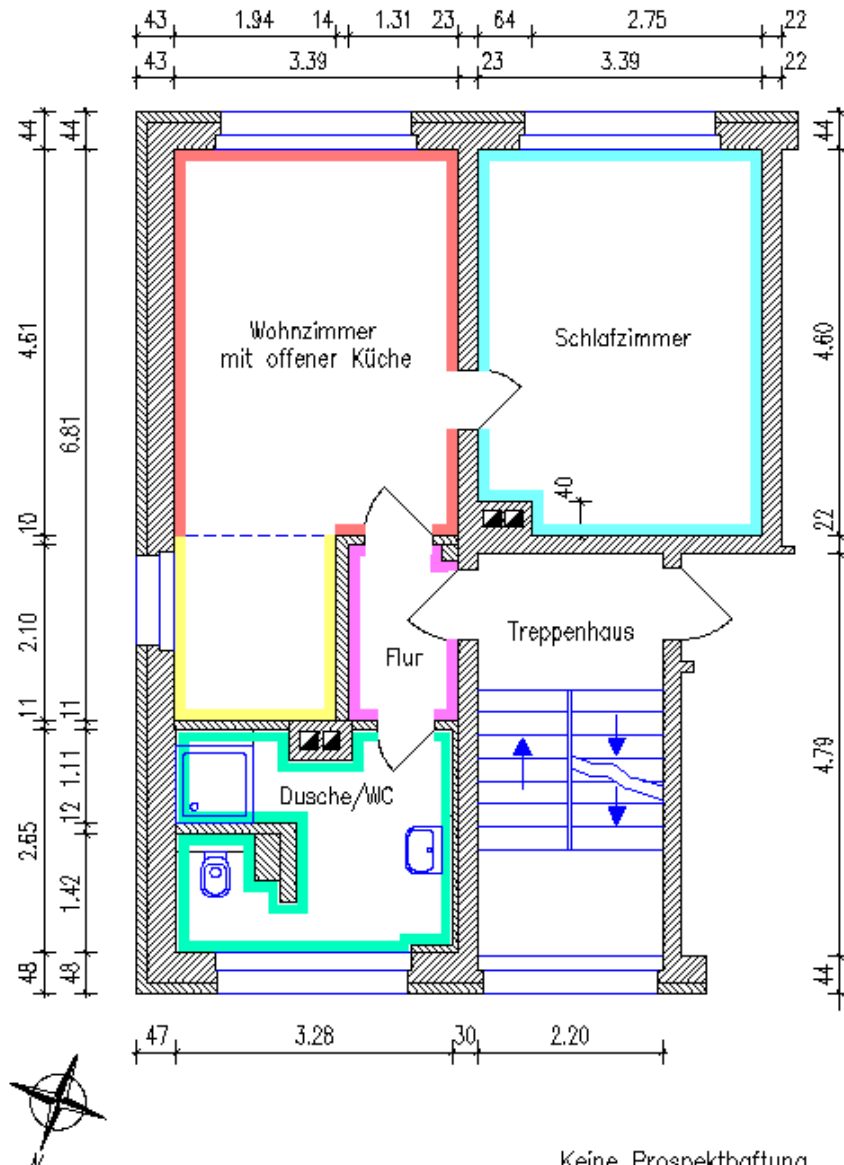 43 1.94 14 1.31 23 64 2.75 22
43 3.39 23 3.39 22
44 44 44
Wohnzimmer
mit offener Küche
Schlafzimmer
4.61 6.81 4.60
40
10 22
Treppenhaus
2.10
Flur
11 11
1.11 4.79
Dusche/WC
12
2.65
1.42
48 48 44
47 3.28 30 2.20
N
Keine Prospekthaftung